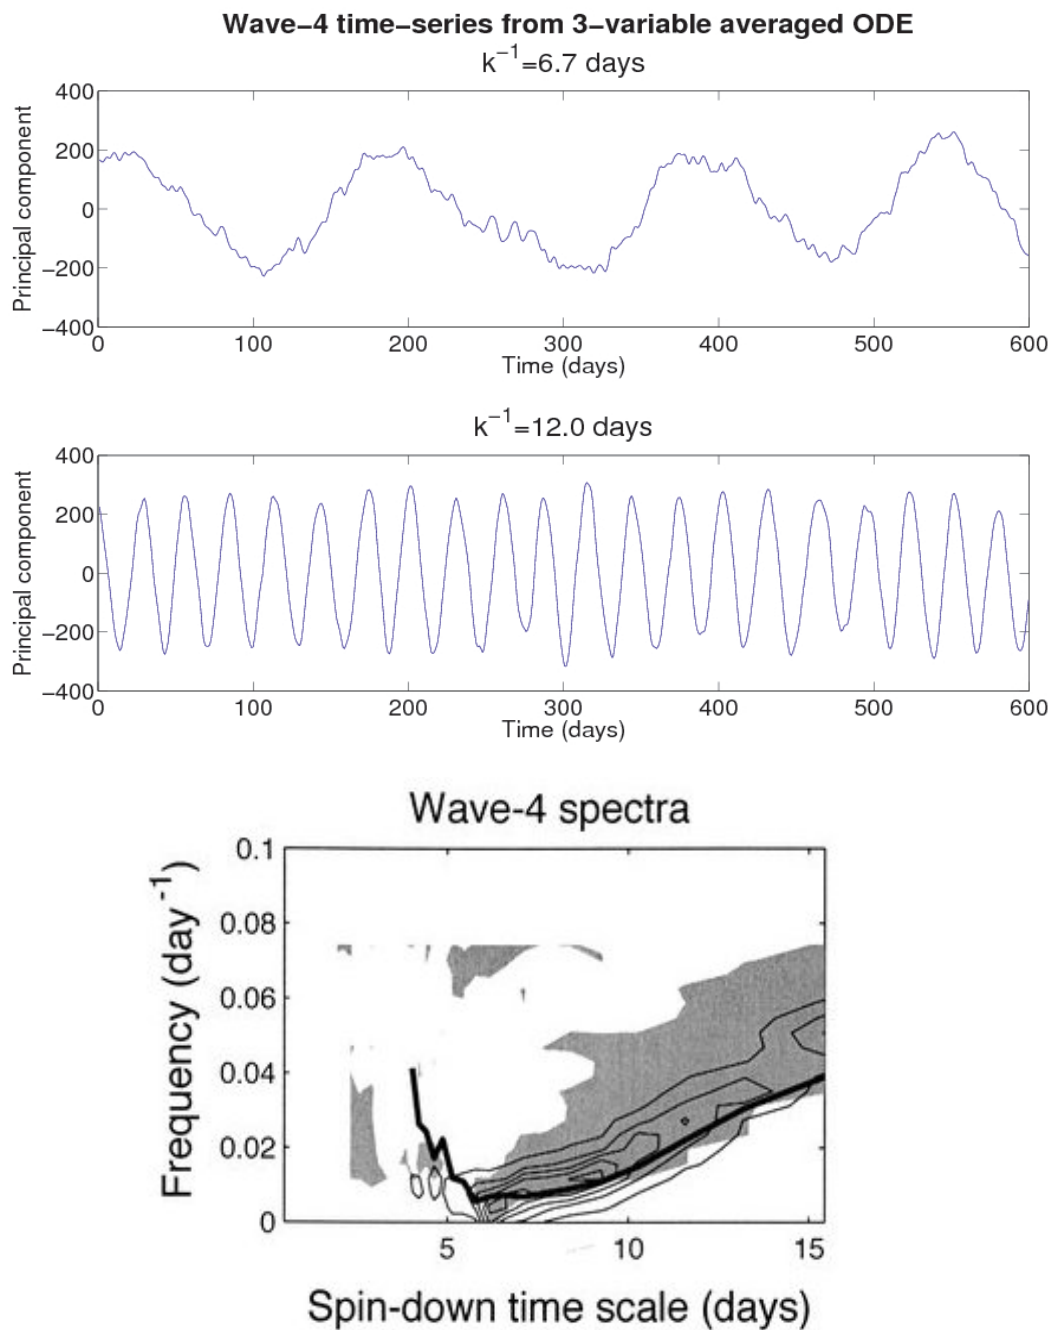 Wave−4 time−series from 3−variable averaged ODE
k⁻¹=6.7 days
Principal component
400
200
0
−200
−400
0 100 200 300 400 500 600
Time (days)
k⁻¹=12.0 days
Principal component
400
200
0
−200
−400
0 100 200 300 400 500 600
Time (days)
Wave-4 spectra
Frequency (day⁻¹)
0.1
0.08
0.06
0.04
0.02
0
5 10 15
Spin-down time scale (days)